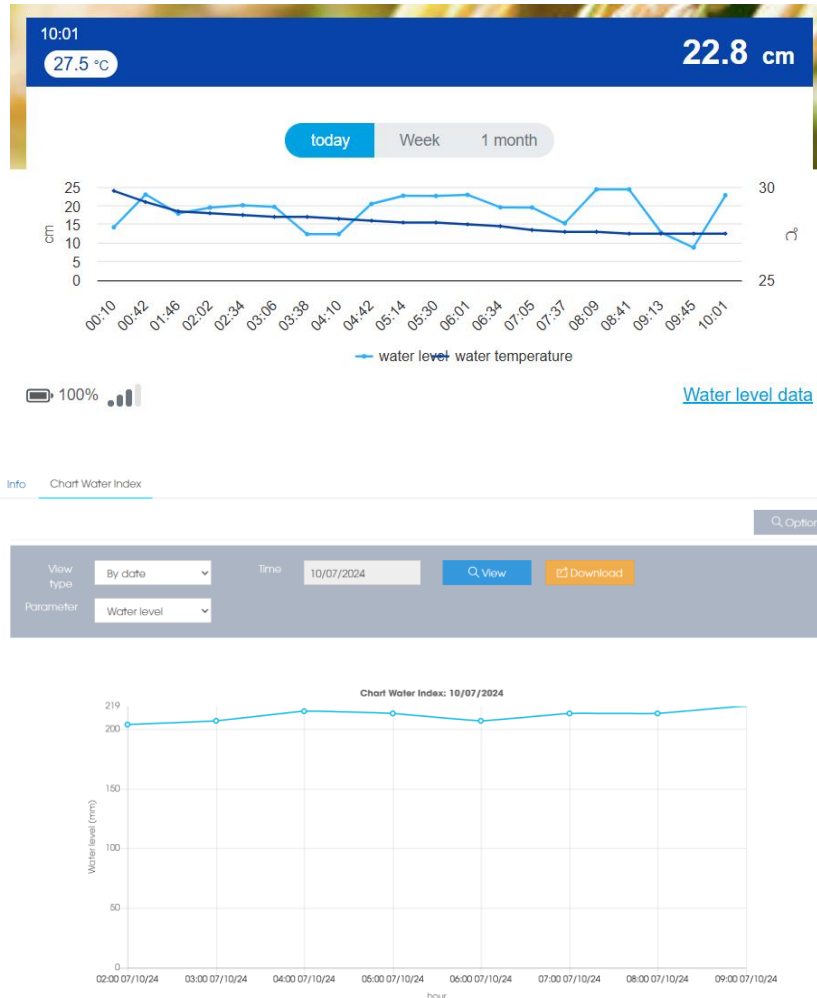 10:01
27.5 °C
22.8 cm
today Week 1 month
25
20
15
10
5
0
cm
30
25
°C
00:10 00:42 01:46 02:02 02:34 03:06 03:38 04:10 04:42 05:14 05:30 06:01 06:34 07:05 07:37 08:09 08:41 09:13 09:45 10:01
water level water temperature
100%
Water level data
Info Chart Water Index
Option
View type By date Time 10/07/2024 View Download
Parameter Water level
Chart Water Index: 10/07/2024
219
200
150
100
50
0
Water level (mm)
02:00 07/10/24 03:00 07/10/24 04:00 07/10/24 05:00 07/10/24 06:00 07/10/24 07:00 07/10/24 08:00 07/10/24 09:00 07/10/24
hour